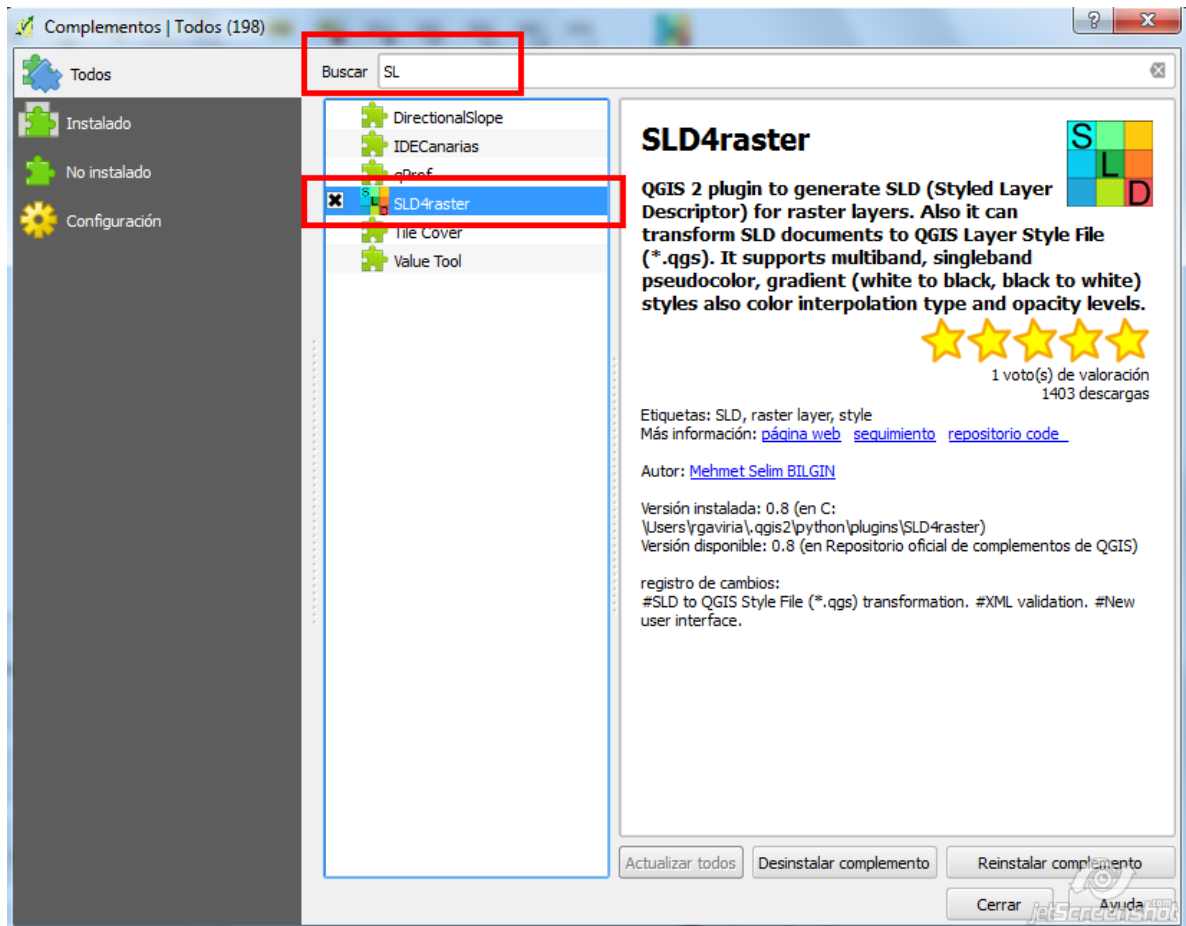 Complementos | Todos (198)
Todos
Instalado
No instalado
Configuración
Buscar SL
DirectionalSlope
IDECanarias
qProf
SLD4raster
Tile Cover
Value Tool
SLD4raster
S
L
D
QGIS 2 plugin to generate SLD (Styled Layer
Descriptor) for raster layers. Also it can
transform SLD documents to QGIS Layer Style File
(*.qgs). It supports multiband, singleband
pseudocolor, gradient (white to black, black to white)
styles also color interpolation type and opacity levels.
1 voto(s) de valoración
1403 descargas
Etiquetas: SLD, raster layer, style
Más información: página web seguimiento repositorio code
Autor: Mehmet Selim BILGIN
Versión instalada: 0.8 (en C:
\Users\rgaviria\.qgis2\python\plugins\SLD4raster)
Versión disponible: 0.8 (en Repositorio oficial de complementos de QGIS)
registro de cambios:
#SLD to QGIS Style File (*.qgs) transformation. #XML validation. #New
user interface.
Actualizar todos Desinstalar complemento Reinstalar complemento
Cerrar Ayuda
jetScreenshot.com